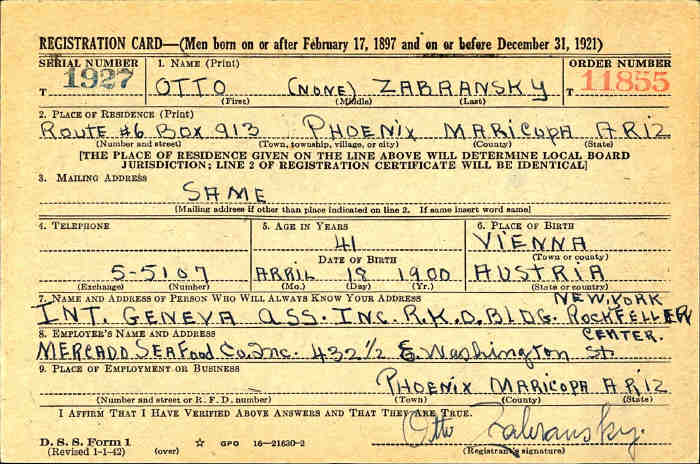 REGISTRATION CARD—(Men born on or after February 17, 1897 and on or before December 31, 1921)
SERIAL NUMBER 1. NAME (Print) ORDER NUMBER
T 1927 OTTO (NONE) ZABRANSKY T 11855
(First) (Middle) (Last)
2. PLACE OF RESIDENCE (Print)
ROUTE #6 BOX 913 PHOENIX MARICOPA ARIZ
(Number and street) (Town, township, village, or city) (County) (State)
[THE PLACE OF RESIDENCE GIVEN ON THE LINE ABOVE WILL DETERMINE LOCAL BOARD
JURISDICTION; LINE 2 OF REGISTRATION CERTIFICATE WILL BE IDENTICAL]
3. MAILING ADDRESS
SAME
[Mailing address if other than place indicated on line 2. If same insert word same]
4. TELEPHONE 5. AGE IN YEARS 6. PLACE OF BIRTH
41 VIENNA
DATE OF BIRTH (Town or county)
5-5107 APRIL 18 1900 AUSTRIA
(Exchange) (Number) (Mo.) (Day) (Yr.) (State or country)
7. NAME AND ADDRESS OF PERSON WHO WILL ALWAYS KNOW YOUR ADDRESS NEW YORK
INT. GENEVA ASS. INC. R.K.O. BLDG. ROCKFELLER
8. EMPLOYER'S NAME AND ADDRESS CENTER.
MERCADO SEAFOOD Co. Inc. 432 1/2 E. Washington St.
9. PLACE OF EMPLOYMENT OR BUSINESS
PHOENIX MARICOPA ARIZ
(Number and street or R. F. D. number) (Town) (County) (State)
I AFFIRM THAT I HAVE VERIFIED ABOVE ANSWERS AND THAT THEY ARE TRUE.
Otto Zabransky.
D. S. S. Form 1 ☆ GPO 16—21630-2
(Revised 1-1-42) (over) (Registrant's signature)